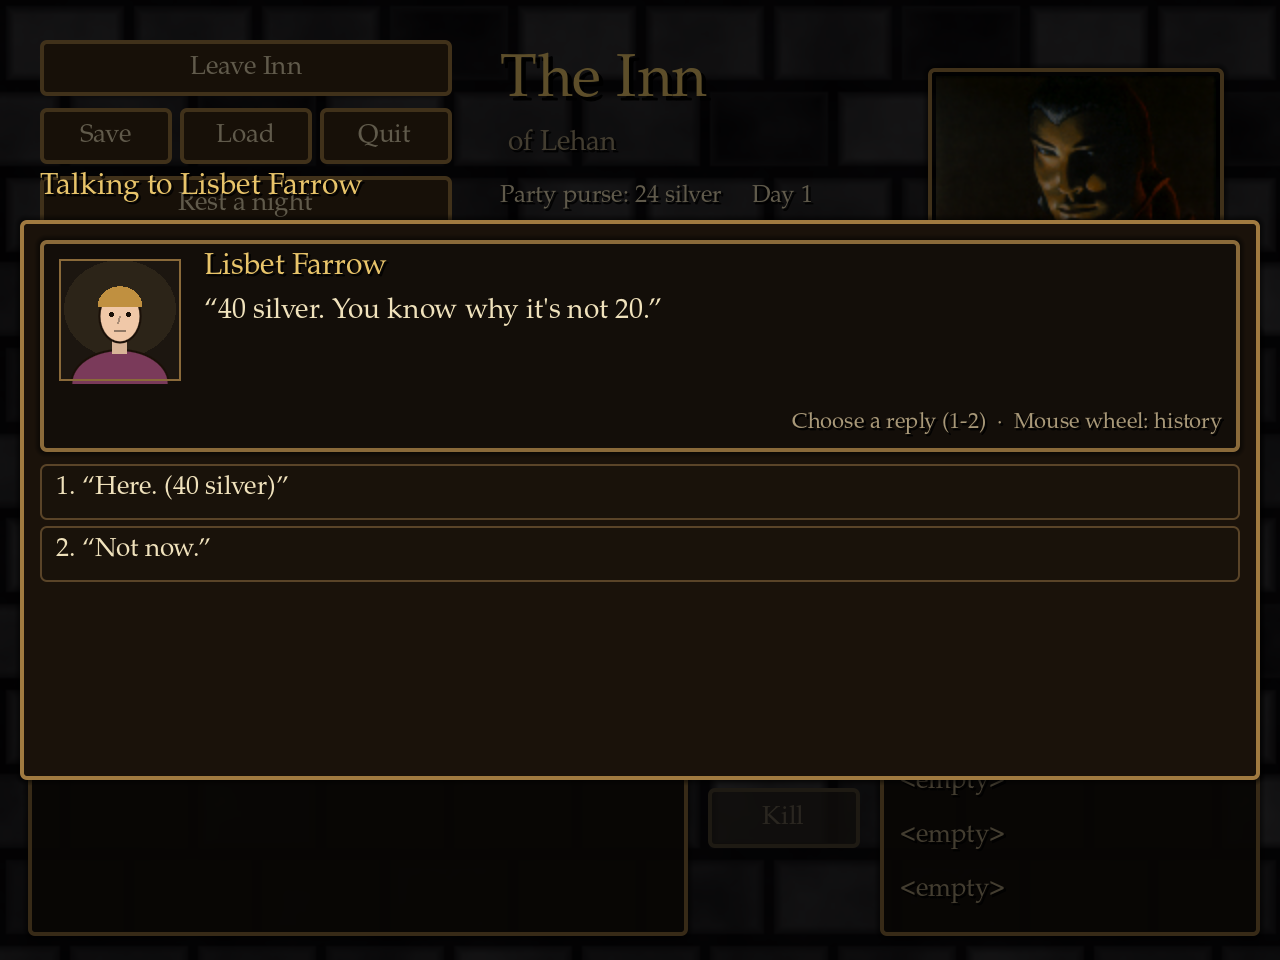 Leave Inn
The Inn
Save Load Quit
of Lehan
Talking to Lisbet Farrow
Rest a night
Party purse: 24 silver Day 1
Lisbet Farrow
“40 silver. You know why it's not 20.”
Choose a reply (1-2) · Mouse wheel: history
1. “Here. (40 silver)”
2. “Not now.”
<empty>
Kill
<empty>
<empty>